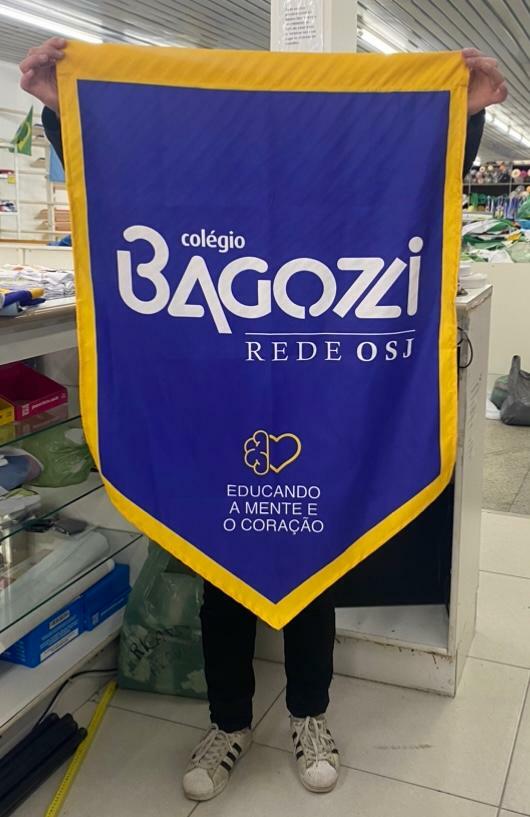 colégio
BAGOZZI
REDE OSJ
EDUCANDO
A MENTE E
O CORAÇÃO